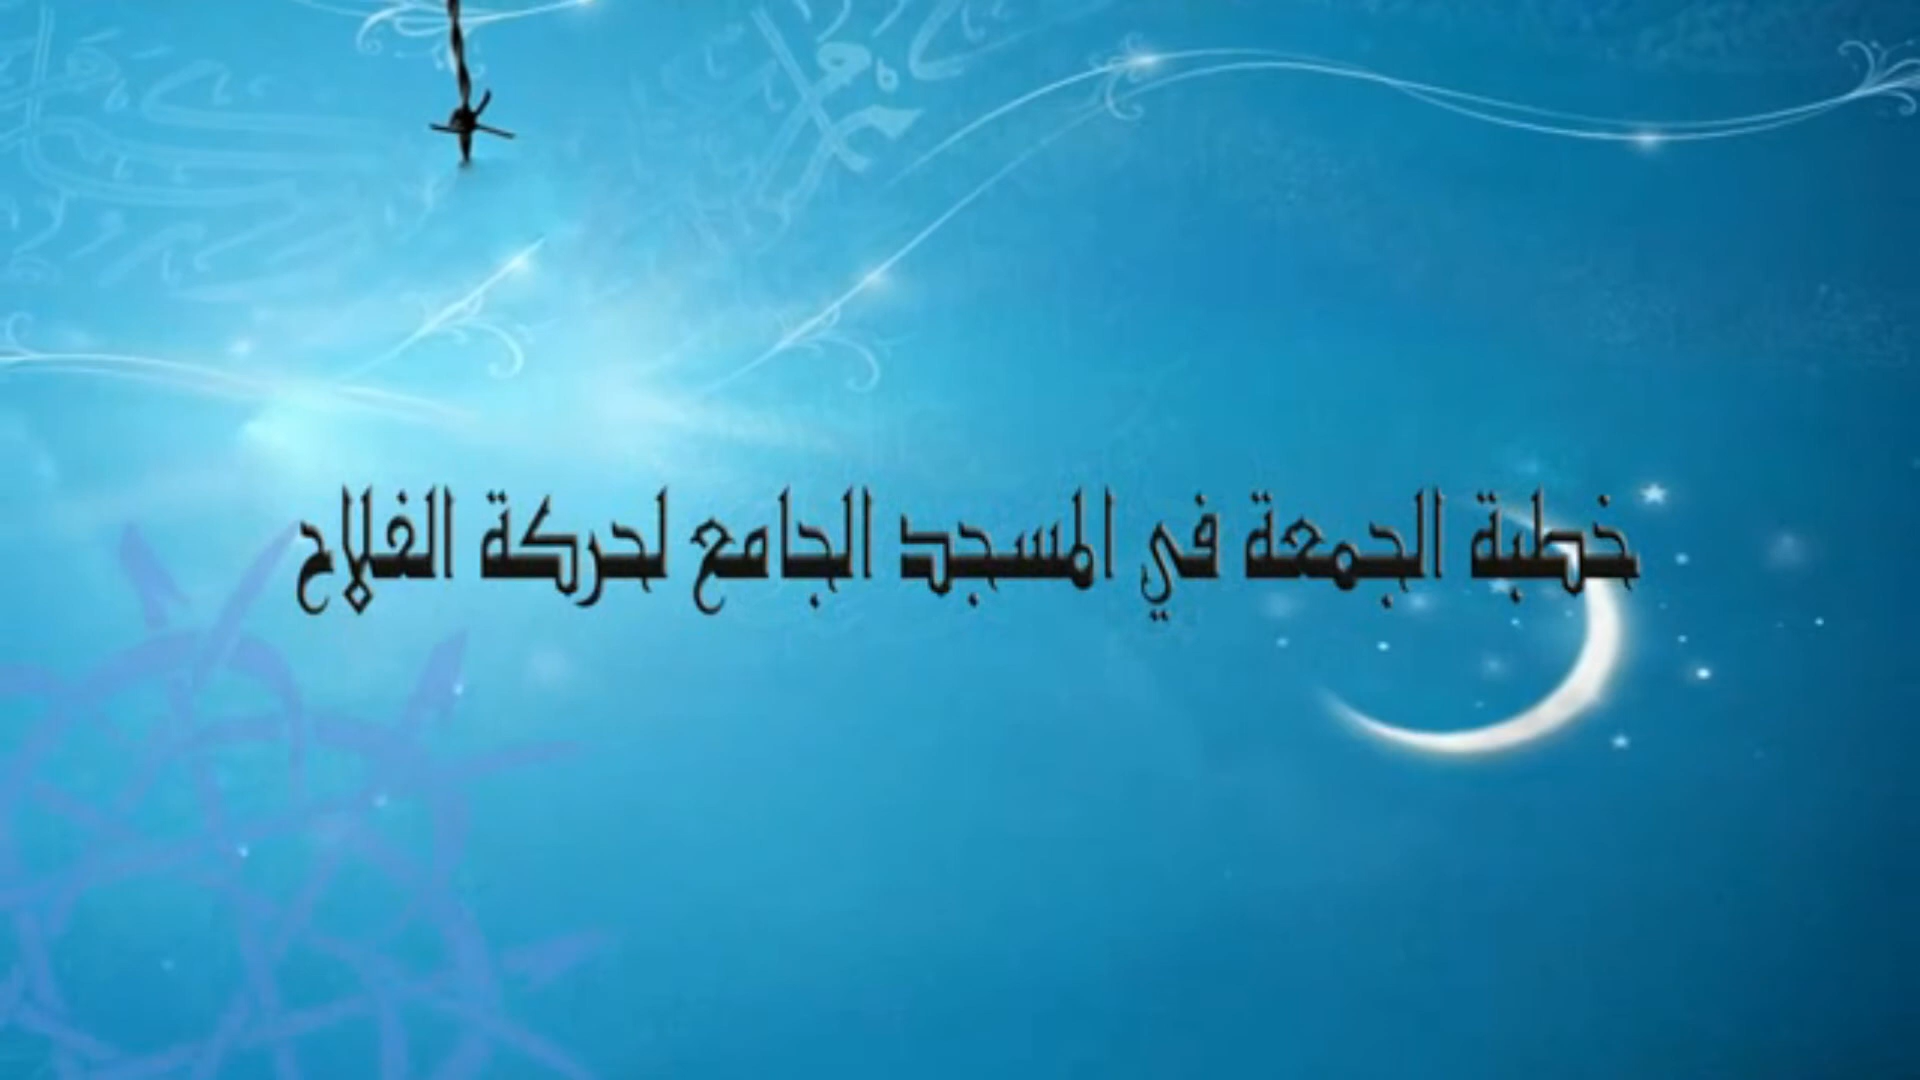 خطبة الجمعة في المسجد الجامع لحركة الفلاح